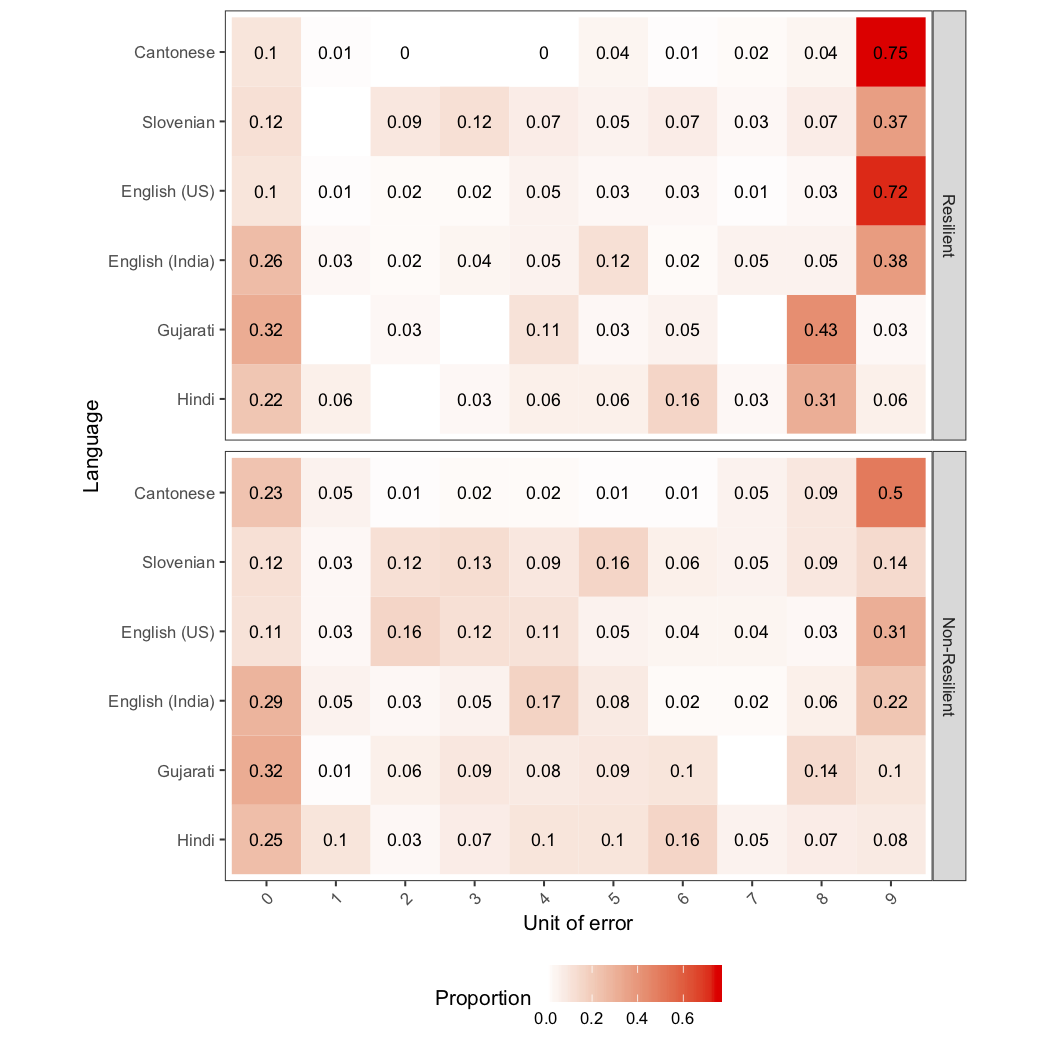 Cantonese 0.1 0.01 0 0 0.04 0.01 0.02 0.04 0.75
Slovenian 0.12 0.09 0.12 0.07 0.05 0.07 0.03 0.07 0.37
English (US) 0.1 0.01 0.02 0.02 0.05 0.03 0.03 0.01 0.03 0.72
English (India) 0.26 0.03 0.02 0.04 0.05 0.12 0.02 0.05 0.05 0.38
Gujarati 0.32 0.03 0.11 0.03 0.05 0.43 0.03
Hindi 0.22 0.06 0.03 0.06 0.06 0.16 0.03 0.31 0.06
Resilient
Language
Cantonese 0.23 0.05 0.01 0.02 0.02 0.01 0.01 0.05 0.09 0.5
Slovenian 0.12 0.03 0.12 0.13 0.09 0.16 0.06 0.05 0.09 0.14
English (US) 0.11 0.03 0.16 0.12 0.11 0.05 0.04 0.04 0.03 0.31
English (India) 0.29 0.05 0.03 0.05 0.17 0.08 0.02 0.02 0.06 0.22
Gujarati 0.32 0.01 0.06 0.09 0.08 0.09 0.1 0.14 0.1
Hindi 0.25 0.1 0.03 0.07 0.1 0.1 0.16 0.05 0.07 0.08
Non-Resilient
0 1 2 3 4 5 6 7 8 9
Unit of error
Proportion
0.0 0.2 0.4 0.6